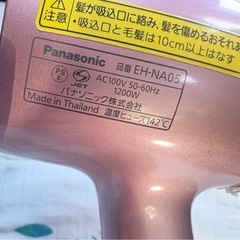 髪が吸込口に絡み、髪を傷めるおそれあ
・吸込口と毛髪は10cm以上はなす
Panasonic 品番 EH-NA05
PS E JET AC100V 50-60Hz
1200W
パナソニック株式会社
Made in Thailand 温度ヒューズ142℃